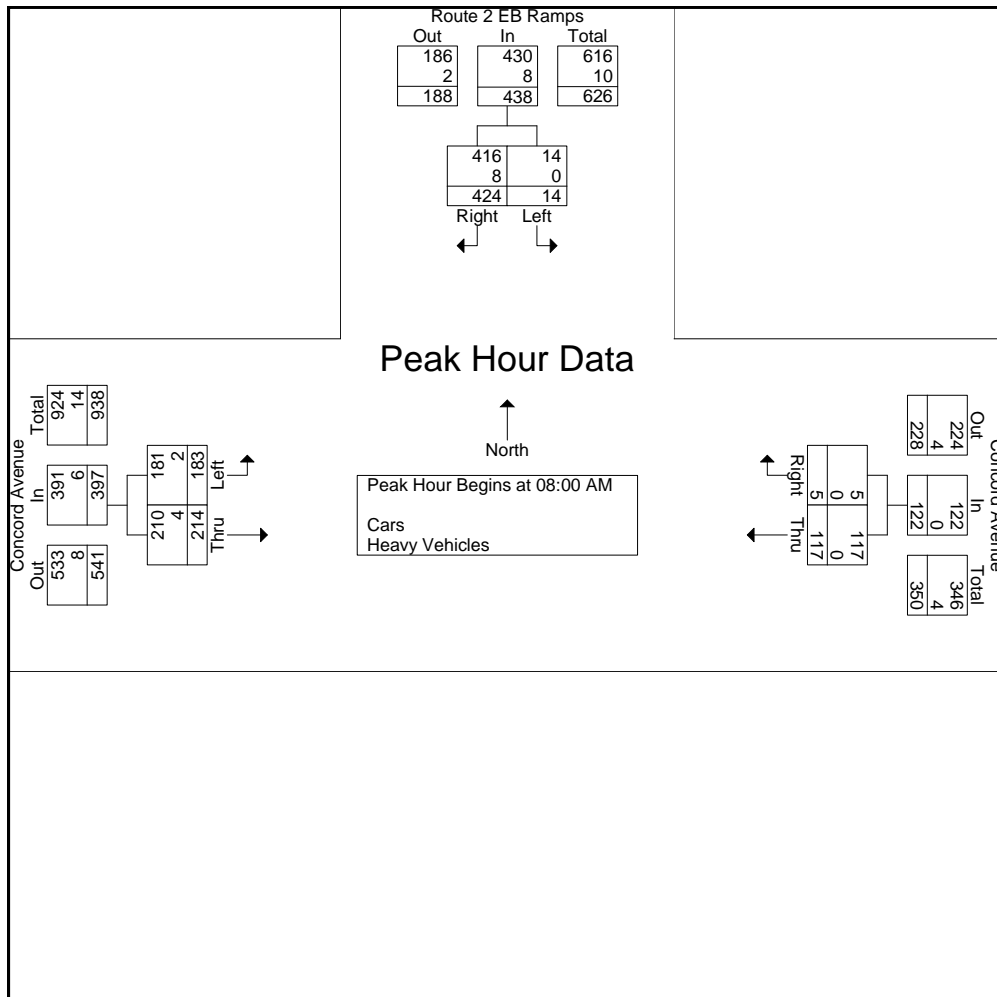 Route 2 EB Ramps
Out In Total
186 430 616
2 8 10
188 438 626
416 14
8 0
424 14
Right Left
Peak Hour Data
North
Peak Hour Begins at 08:00 AM
Cars
Heavy Vehicles
Concord Avenue
Out In Total
533 391 924
8 6 14
541 397 938
Left Thru
181 210
2 4
183 214
Concord Avenue
Out In Total
224 122 346
4 0 4
228 122 350
Right Thru
5 117
0 0
5 117